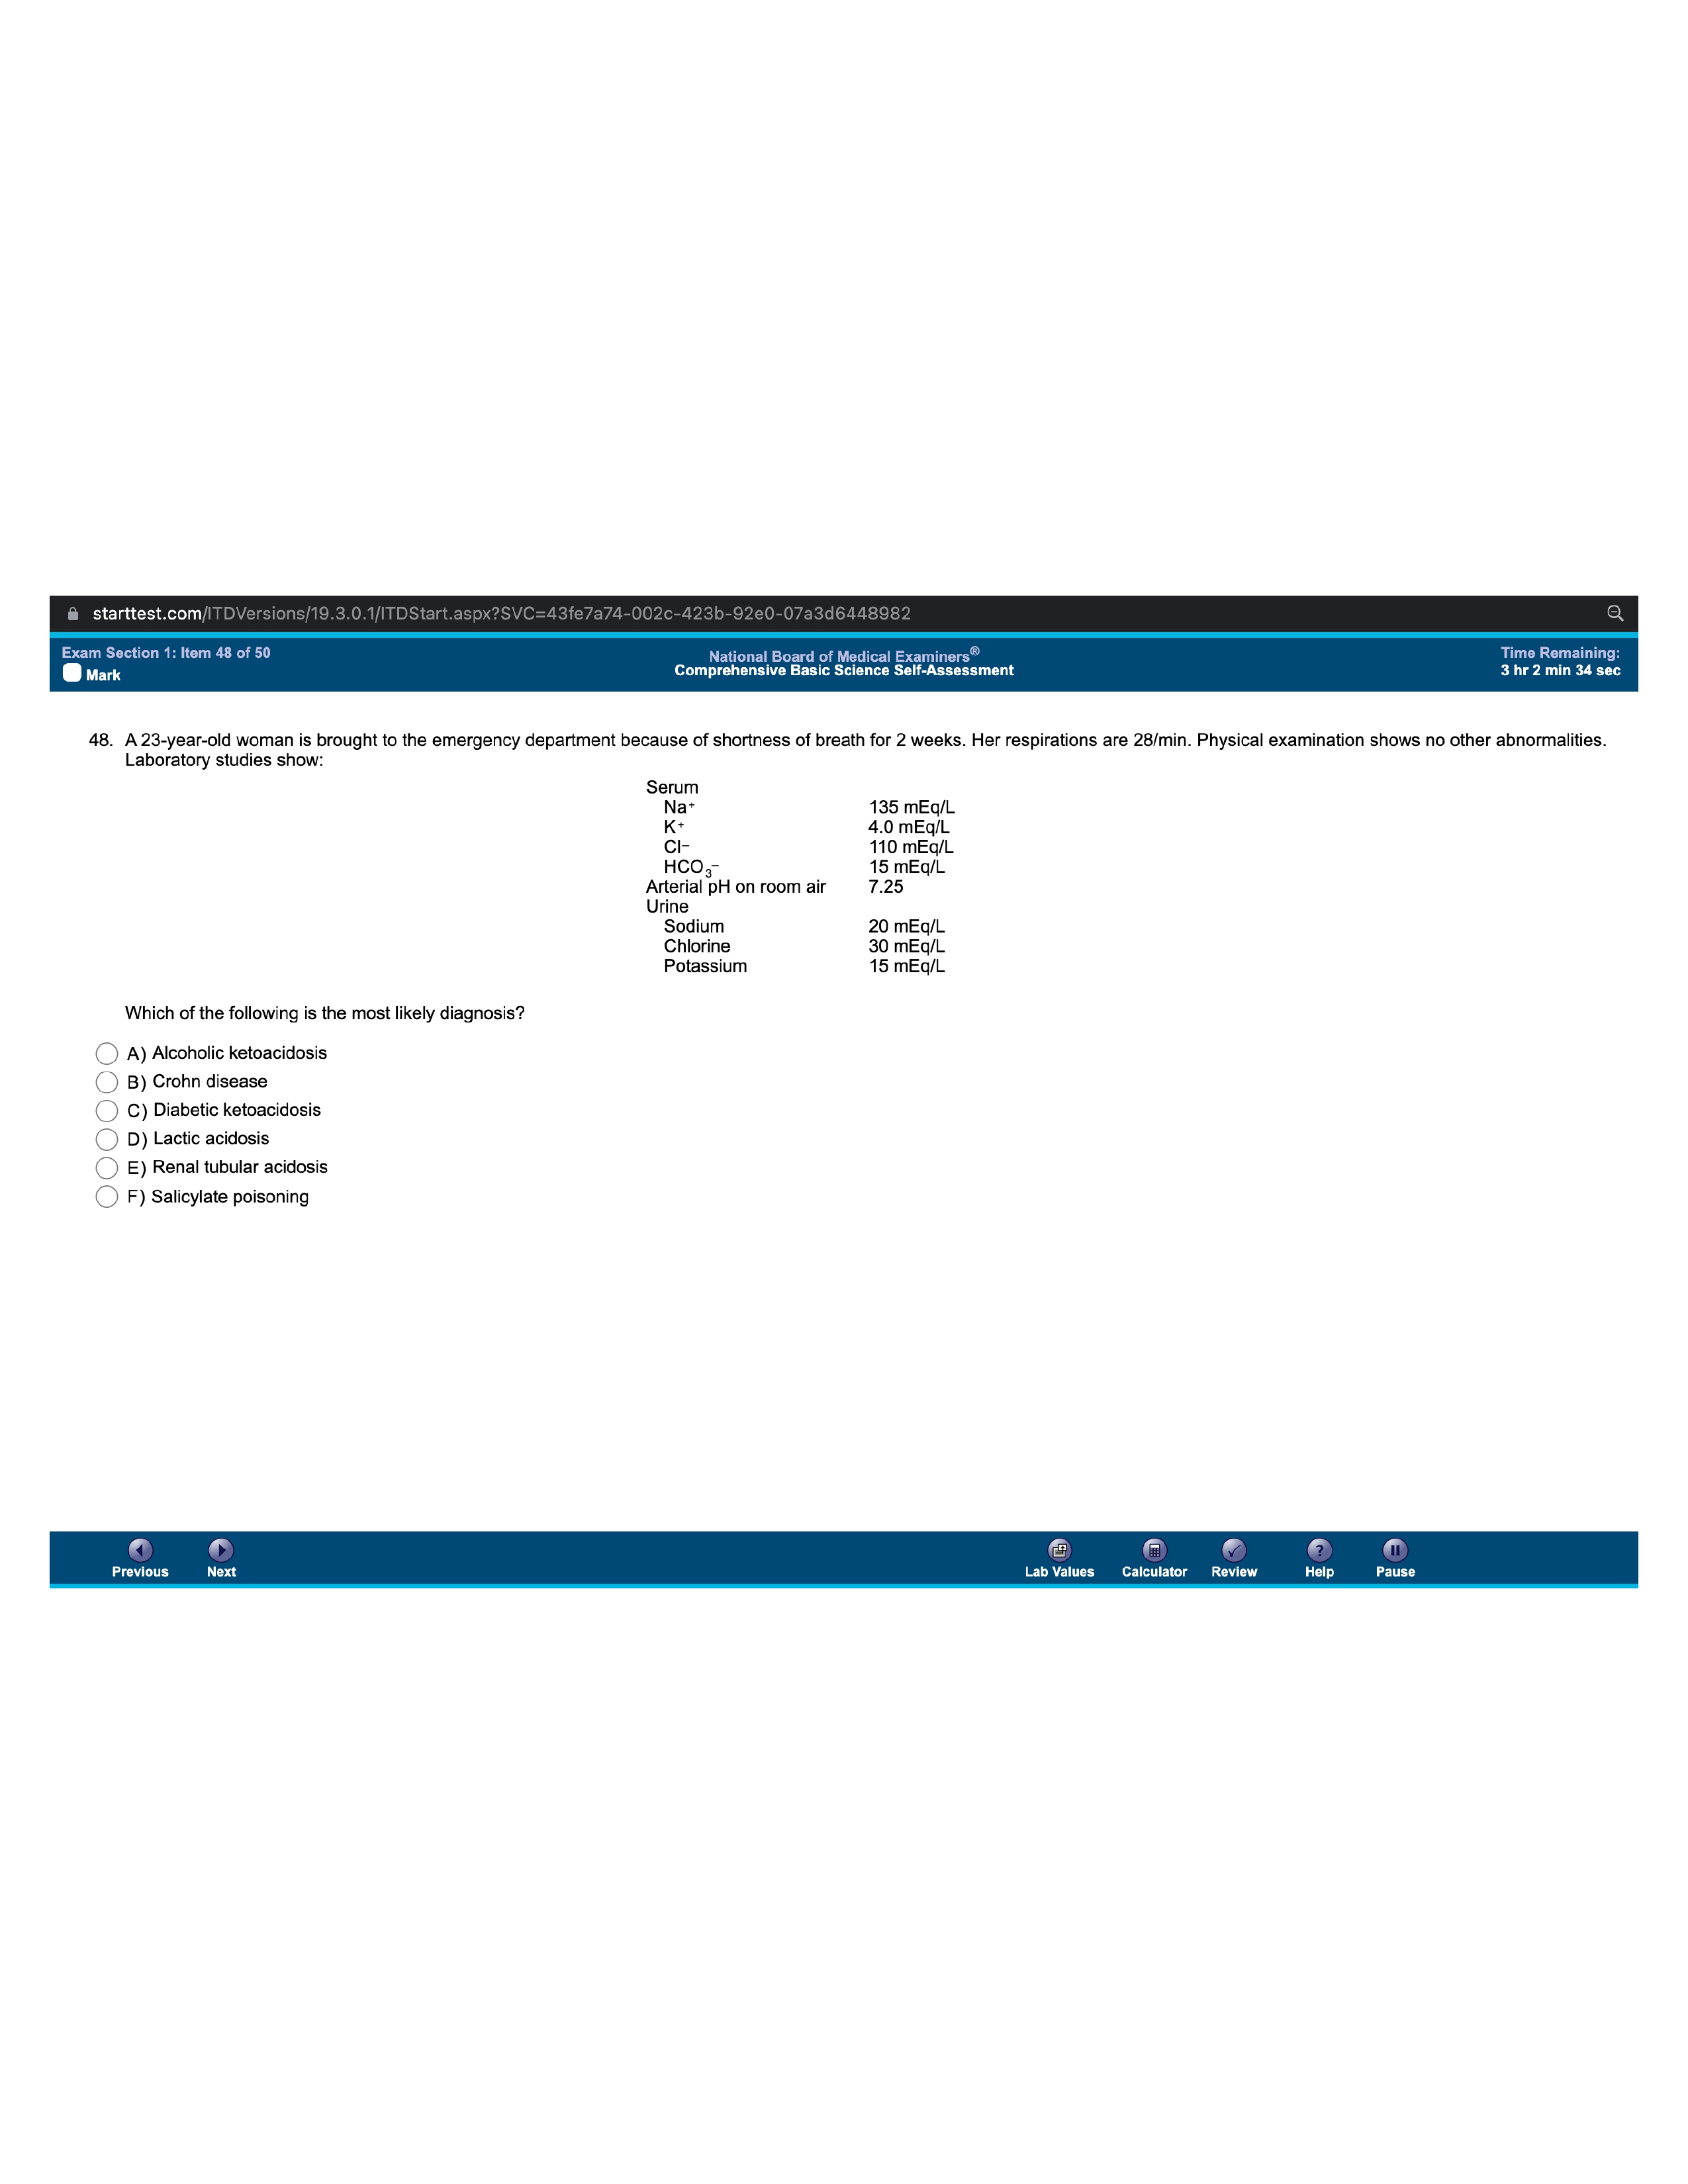 starttest.com/ITDVersions/19.3.0.1/ITDStart.aspx?SVC=43fe7a74-002c-423b-92e0-07a3d6448982
Exam Section 1: Item 48 of 50
National Board of Medical Examiners®
Time Remaining:
Mark
Comprehensive Basic Science Self-Assessment
3 hr 2 min 34 sec
48. A 23-year-old woman is brought to the emergency department because of shortness of breath for 2 weeks. Her respirations are 28/min. Physical examination shows no other abnormalities.
Laboratory studies show:
Serum
Na⁺ 135 mEq/L
K⁺ 4.0 mEq/L
Cl⁻ 110 mEq/L
HCO₃⁻ 15 mEq/L
Arterial pH on room air 7.25
Urine
Sodium 20 mEq/L
Chlorine 30 mEq/L
Potassium 15 mEq/L
Which of the following is the most likely diagnosis?
A) Alcoholic ketoacidosis
B) Crohn disease
C) Diabetic ketoacidosis
D) Lactic acidosis
E) Renal tubular acidosis
F) Salicylate poisoning
Previous Next Lab Values Calculator Review Help Pause